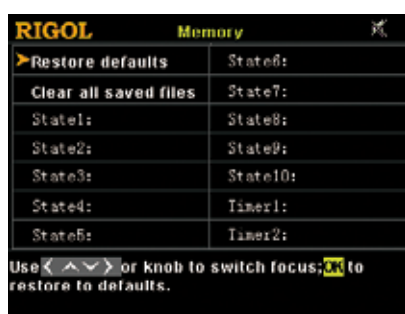 RIGOL Memory
Restore defaults State6:
Clear all saved files State7:
State1: State8:
State2: State9:
State3: State10:
State4: Timer1:
State5: Timer2:
Use < ∧ ∨ > or knob to switch focus;OK to
restore to defaults.